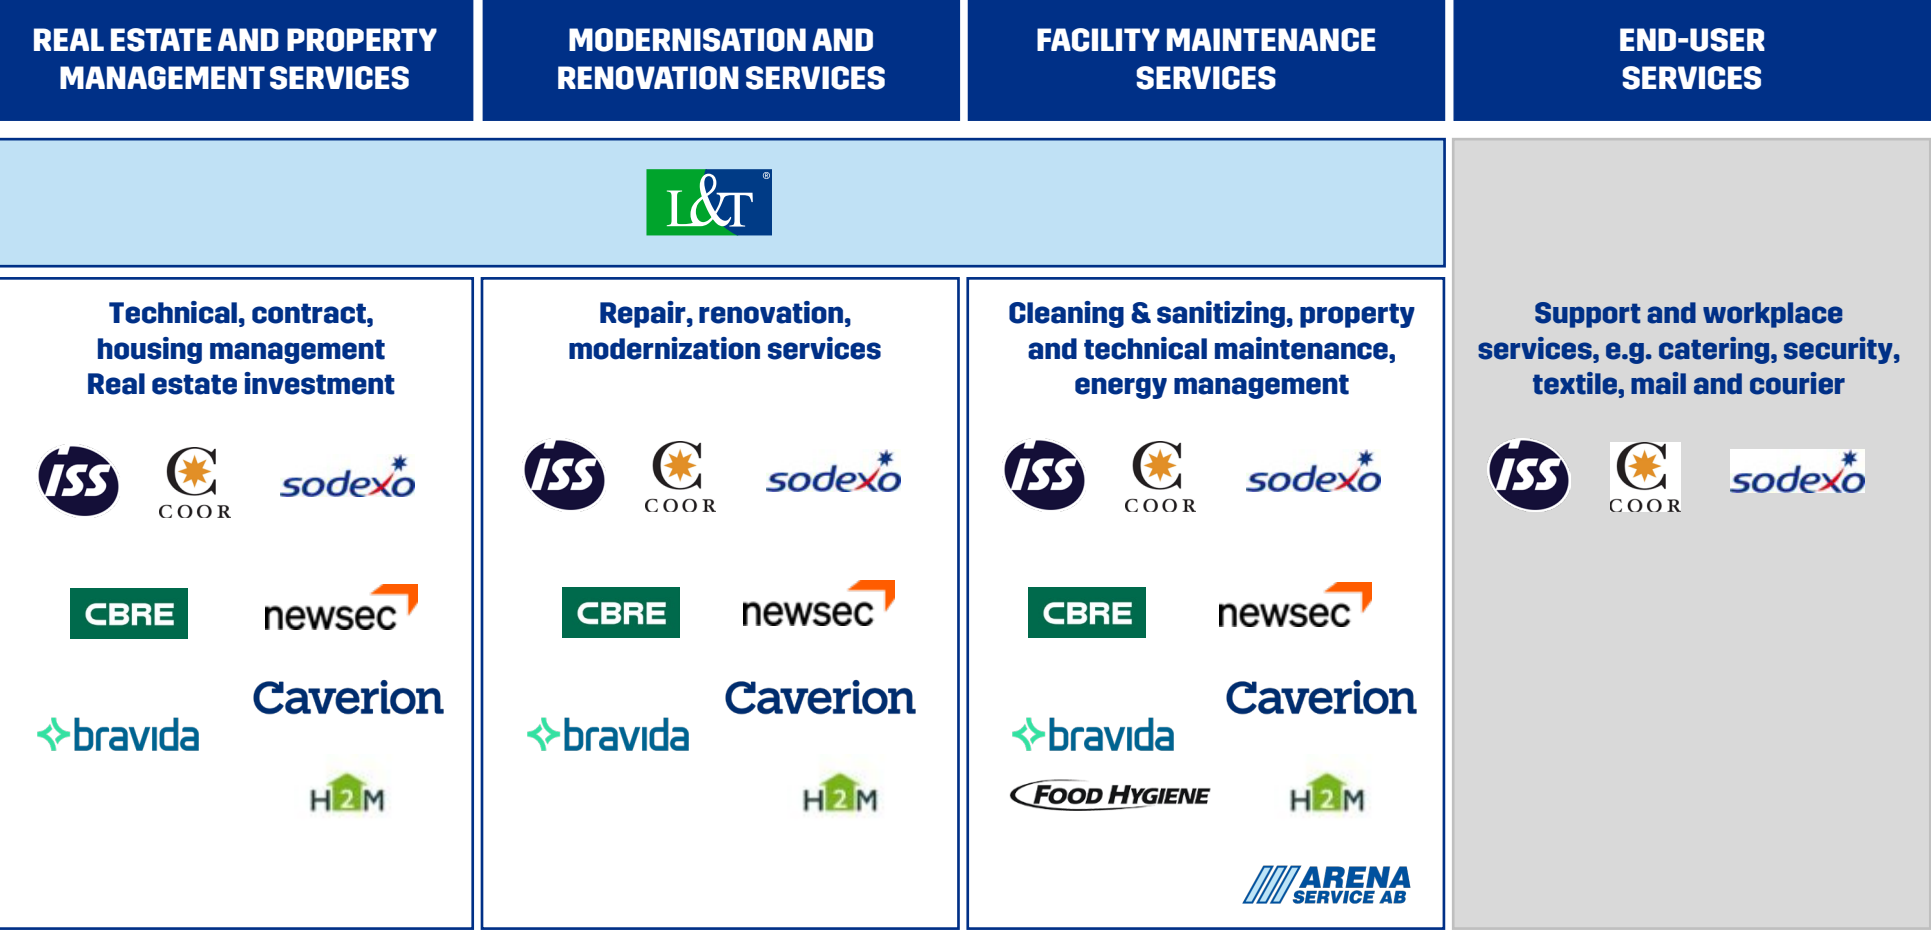 REAL ESTATE AND PROPERTY
MANAGEMENT SERVICES
MODERNISATION AND
RENOVATION SERVICES
FACILITY MAINTENANCE
SERVICES
END-USER
SERVICES
L&T®
Technical, contract,
housing management
Real estate investment
iss
COOR
sodexo
CBRE
newsec
Caverion
bravida
H2M
Repair, renovation,
modernization services
iss
COOR
sodexo
CBRE
newsec
Caverion
bravida
H2M
Cleaning & sanitizing, property
and technical maintenance,
energy management
iss
COOR
sodexo
CBRE
newsec
Caverion
bravida
FOOD HYGIENE
H2M
ARENA
SERVICE AB
Support and workplace
services, e.g. catering, security,
textile, mail and courier
iss
COOR
sodexo